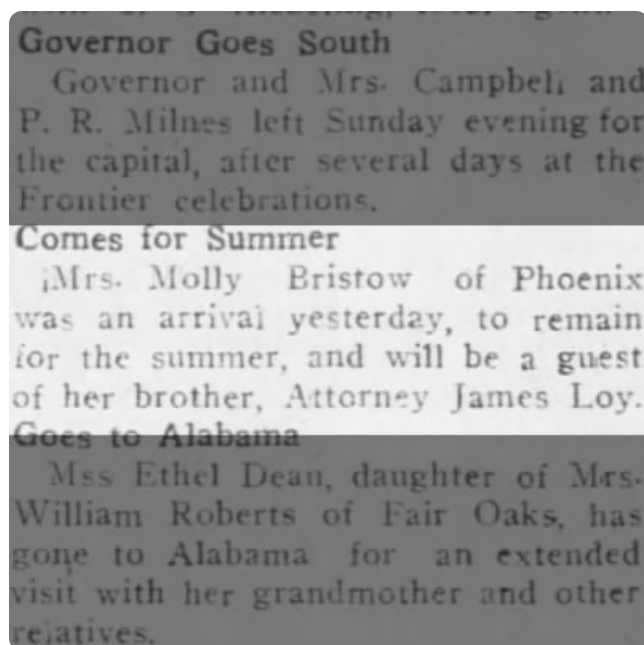 Governor Goes South
Governor and Mrs. Campbell and
P. R. Milnes left Sunday evening for
the capital, after several days at the
Frontier celebrations.
Comes for Summer
Mrs. Molly Bristow of Phoenix
was an arrival yesterday, to remain
for the summer, and will be a guest
of her brother, Attorney James Loy.
Goes to Alabama
Mss Ethel Dean, daughter of Mrs.
William Roberts of Fair Oaks, has
gone to Alabama for an extended
visit with her grandmother and other
relatives.